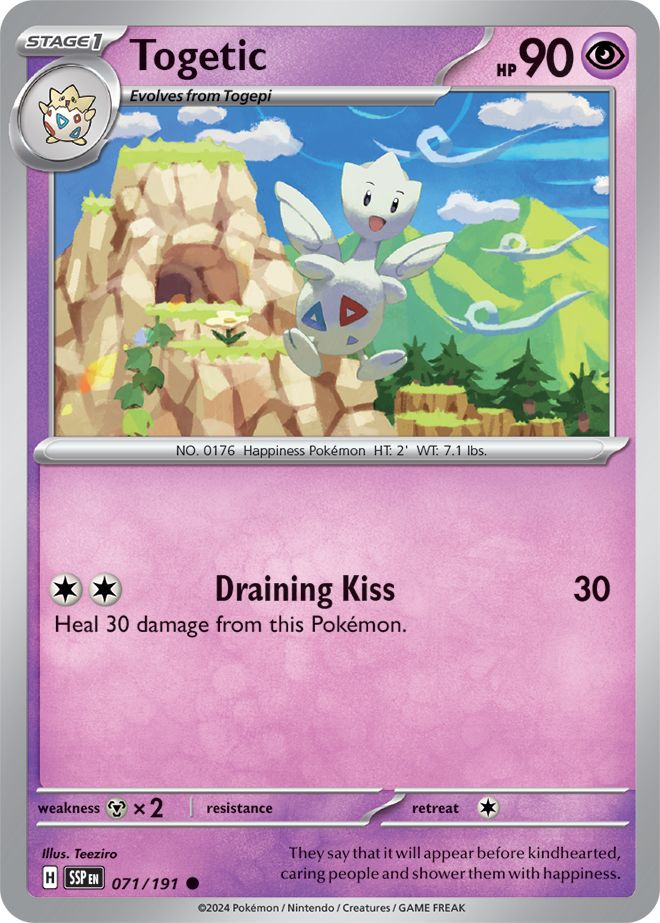 STAGE1
Togetic
HP 90
Evolves from Togepi
NO. 0176 Happiness Pokémon HT: 2' WT: 7.1 lbs.
Draining Kiss 30
Heal 30 damage from this Pokémon.
weakness ×2 resistance retreat
Illus. Teeziro
They say that it will appear before kindhearted,
caring people and shower them with happiness.
H SSP EN 071/191
©2024 Pokémon / Nintendo / Creatures / GAME FREAK